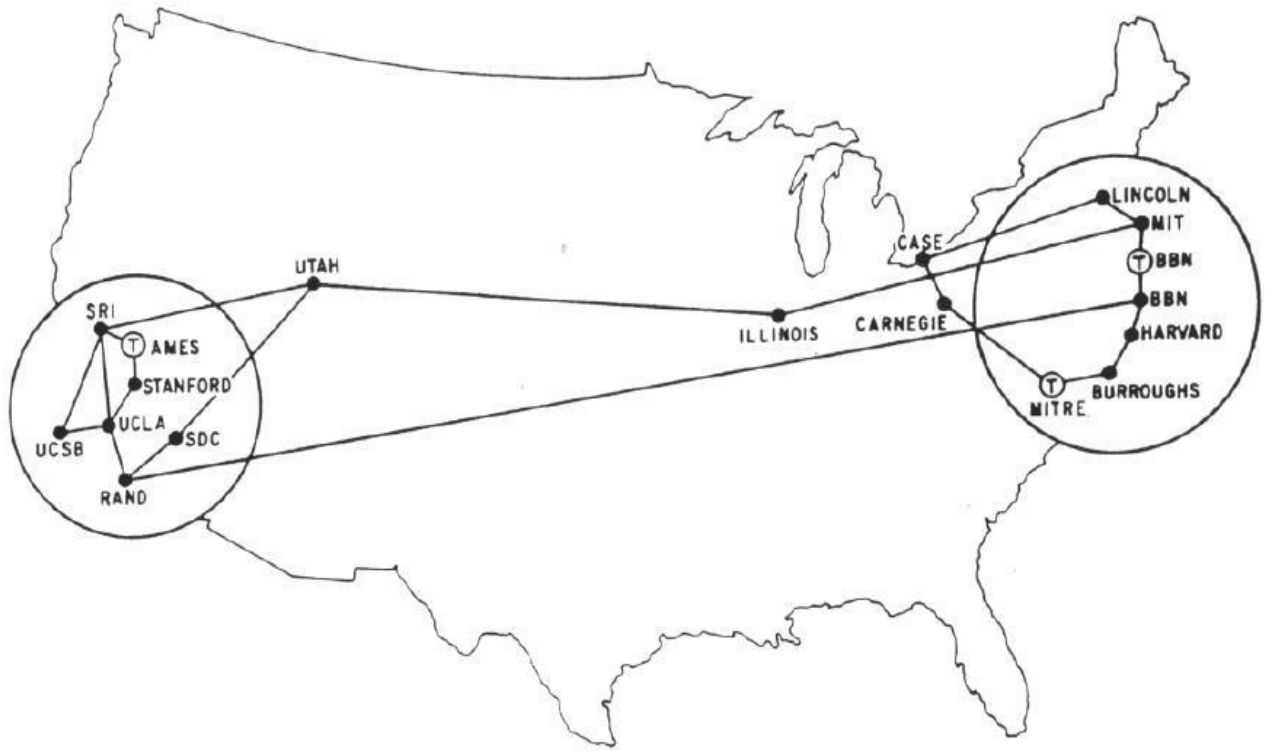 LINCOLN
MIT
CASE
T BBN
UTAH
BBN
SRI
ILLINOIS
CARNEGIE
HARVARD
T AMES
STANFORD
T
BURROUGHS
MITRE
UCLA
SDC
UCSB
RAND